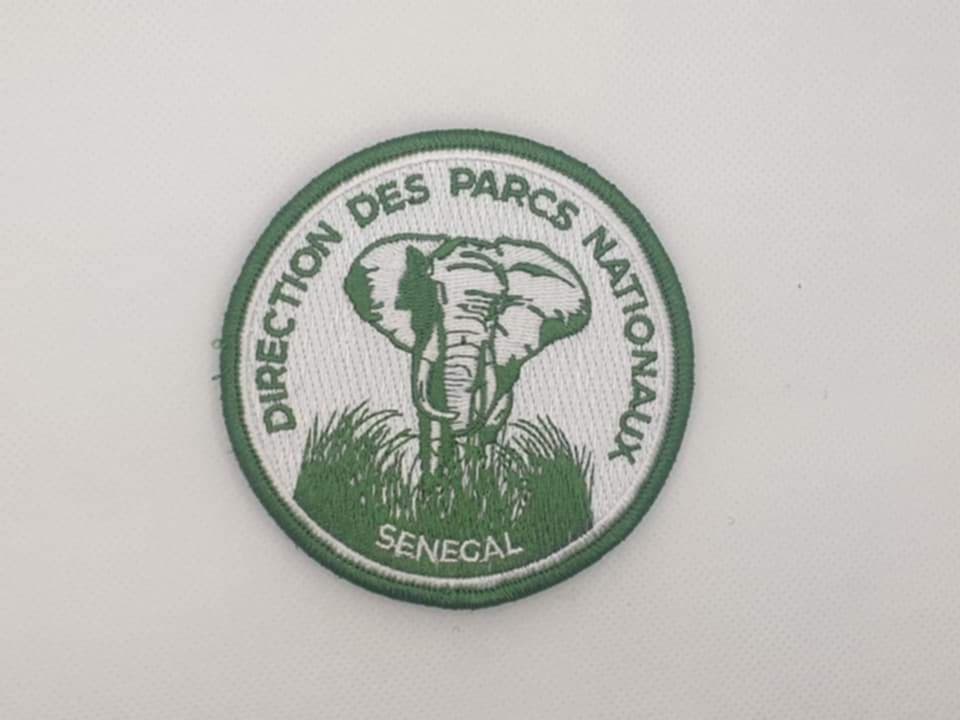 DIRECTION DES PARCS NATIONAUX
SENEGAL